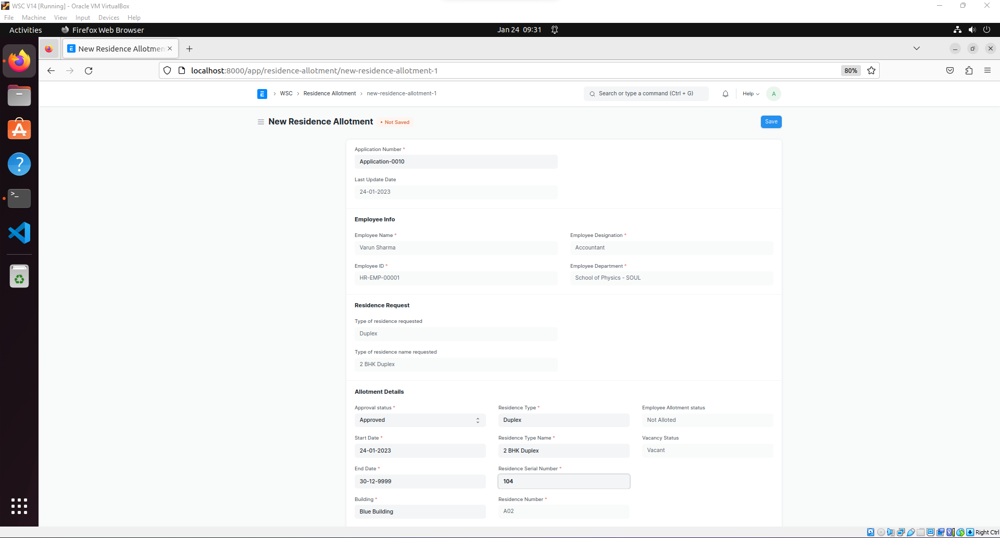 WSC V14 [Running] - Oracle VM VirtualBox
File Machine View Input Devices Help
Activities Firefox Web Browser Jan 24 09:31
New Residence Allotmen
localhost:8000/app/residence-allotment/new-residence-allotment-1 80%
E > WSC > Residence Allotment > new-residence-allotment-1 Search or type a command (Ctrl + G) Help A
New Residence Allotment • Not Saved Save
Application Number *
Application-0010
Last Update Date
24-01-2023
Employee Info
Employee Name * Employee Designation *
Varun Sharma Accountant
Employee ID * Employee Department *
HR-EMP-00001 School of Physics - SOUL
Residence Request
Type of residence requested
Duplex
Type of residence name requested
2 BHK Duplex
Allotment Details
Approval status * Residence Type * Employee Allotment status
Approved Duplex Not Alloted
Start Date * Residence Type Name * Vacancy Status
24-01-2023 2 BHK Duplex Vacant
End Date * Residence Serial Number *
30-12-9999 104
Building * Residence Number *
Blue Building A02
Right Ctrl